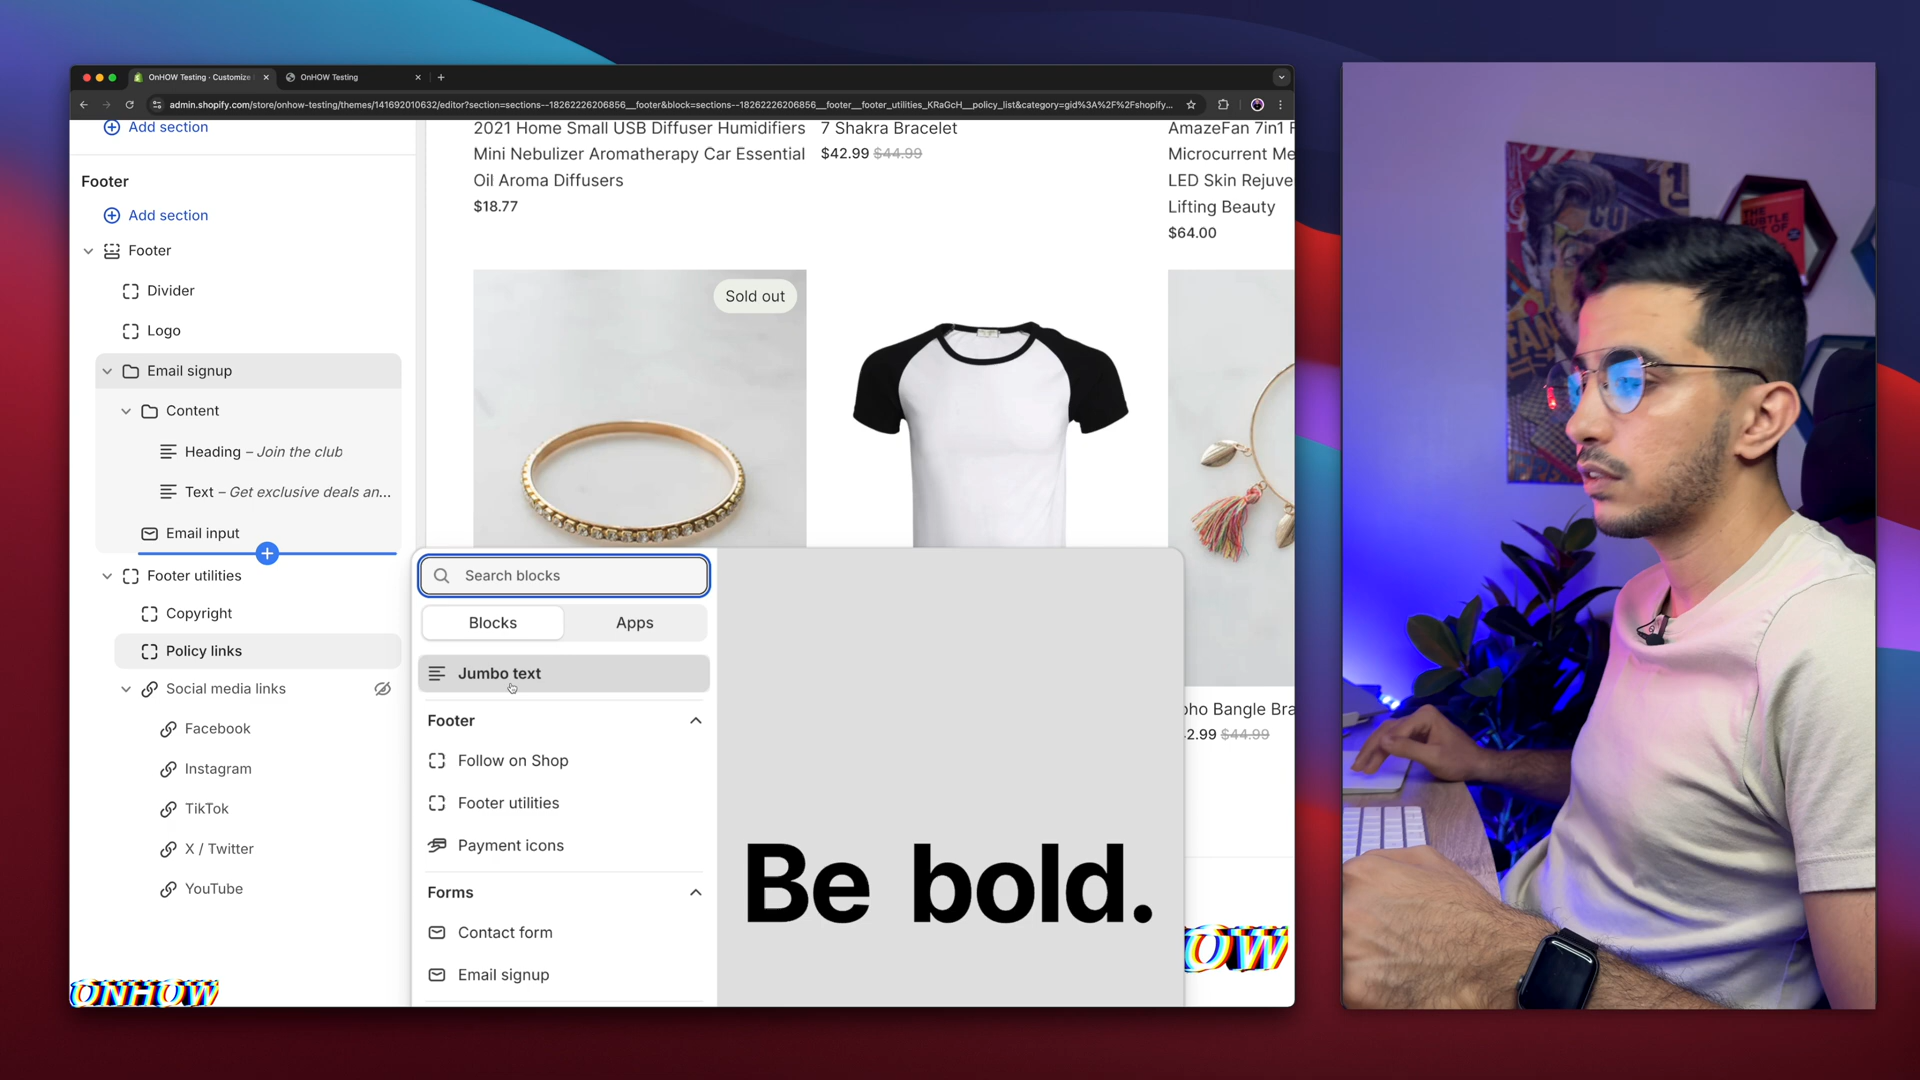 OnHOW Testing · Customize
OnHOW Testing
admin.shopify.com/store/onhow-testing/themes/141692010632/editor?section=sections--18262226206856__footer&block=sections--18262226206856__footer__footer_utilities_KRaGcH__policy_list&category=gid%3A%2F%2Fshopify...
Add section
Footer
Add section
Footer
Divider
Logo
Email signup
Content
Heading – Join the club
Text – Get exclusive deals an...
Email input
Footer utilities
Copyright
Policy links
Social media links
Facebook
Instagram
TikTok
X / Twitter
YouTube
ONHOW
2021 Home Small USB Diffuser Humidifiers
Mini Nebulizer Aromatherapy Car Essential
Oil Aroma Diffusers
$18.77
7 Shakra Bracelet
$42.99 $44.99
AmazeFan 7in1 F
Microcurrent Me
LED Skin Rejuve
Lifting Beauty
$64.00
Sold out
Search blocks
Blocks
Apps
Jumbo text
Footer
Follow on Shop
Footer utilities
Payment icons
Forms
Contact form
Email signup
Be bold.
oho Bangle Bra
2.99 $44.99
OW
THE
SUBTLE